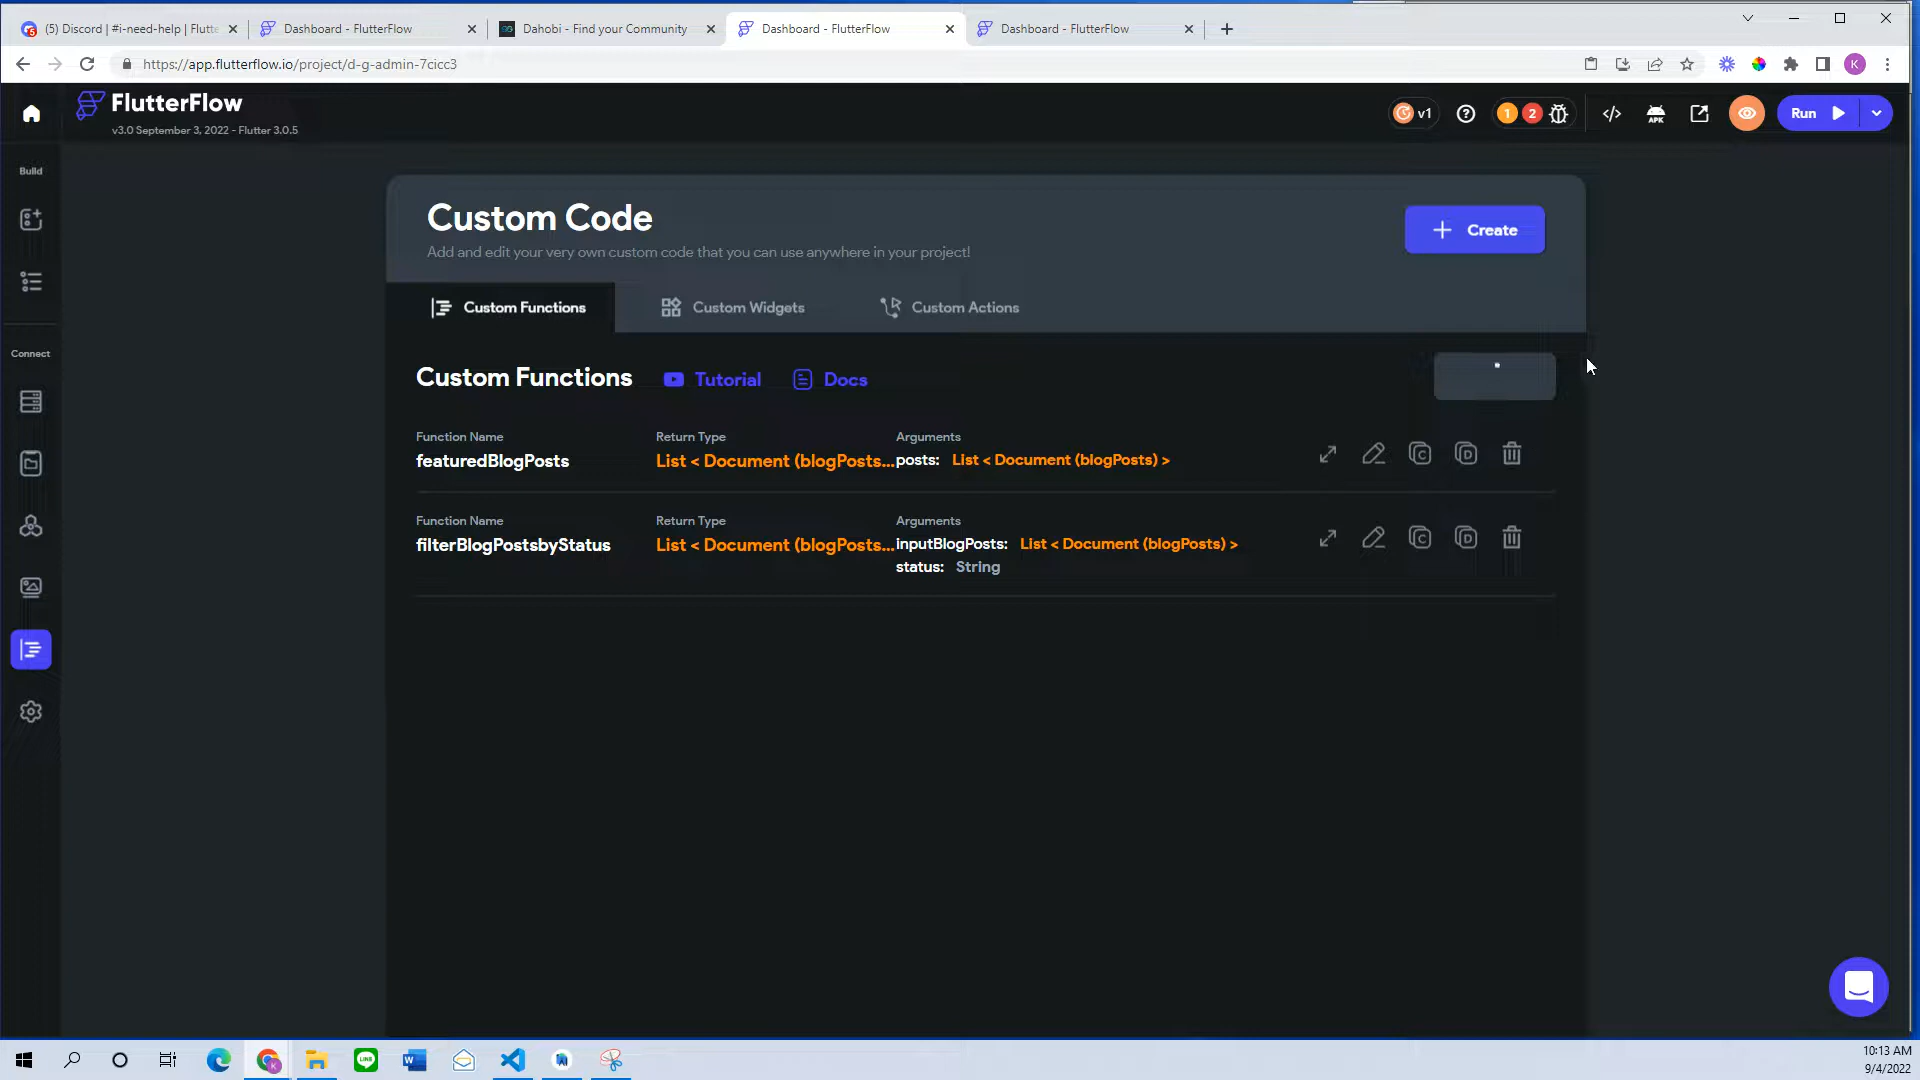 (5) Discord | #i-need-help | Flutte
Dashboard - FlutterFlow
Dahobi - Find your Community
Dashboard - FlutterFlow
Dashboard - FlutterFlow
https://app.flutterflow.io/project/d-g-admin-7cicc3
K
FlutterFlow
v3.0 September 3, 2022 - Flutter 3.0.5
v1
1
2
APK
Run
Build
Connect
Custom Code
Add and edit your very own custom code that you can use anywhere in your project!
Create
Custom Functions
Custom Widgets
Custom Actions
Custom Functions
Tutorial
Docs
Function Name
Return Type
Arguments
featuredBlogPosts
List < Document (blogPosts...
posts: List < Document (blogPosts) >
Function Name
Return Type
Arguments
filterBlogPostsbyStatus
List < Document (blogPosts...
inputBlogPosts: List < Document (blogPosts) >
status: String
10:13 AM
9/4/2022